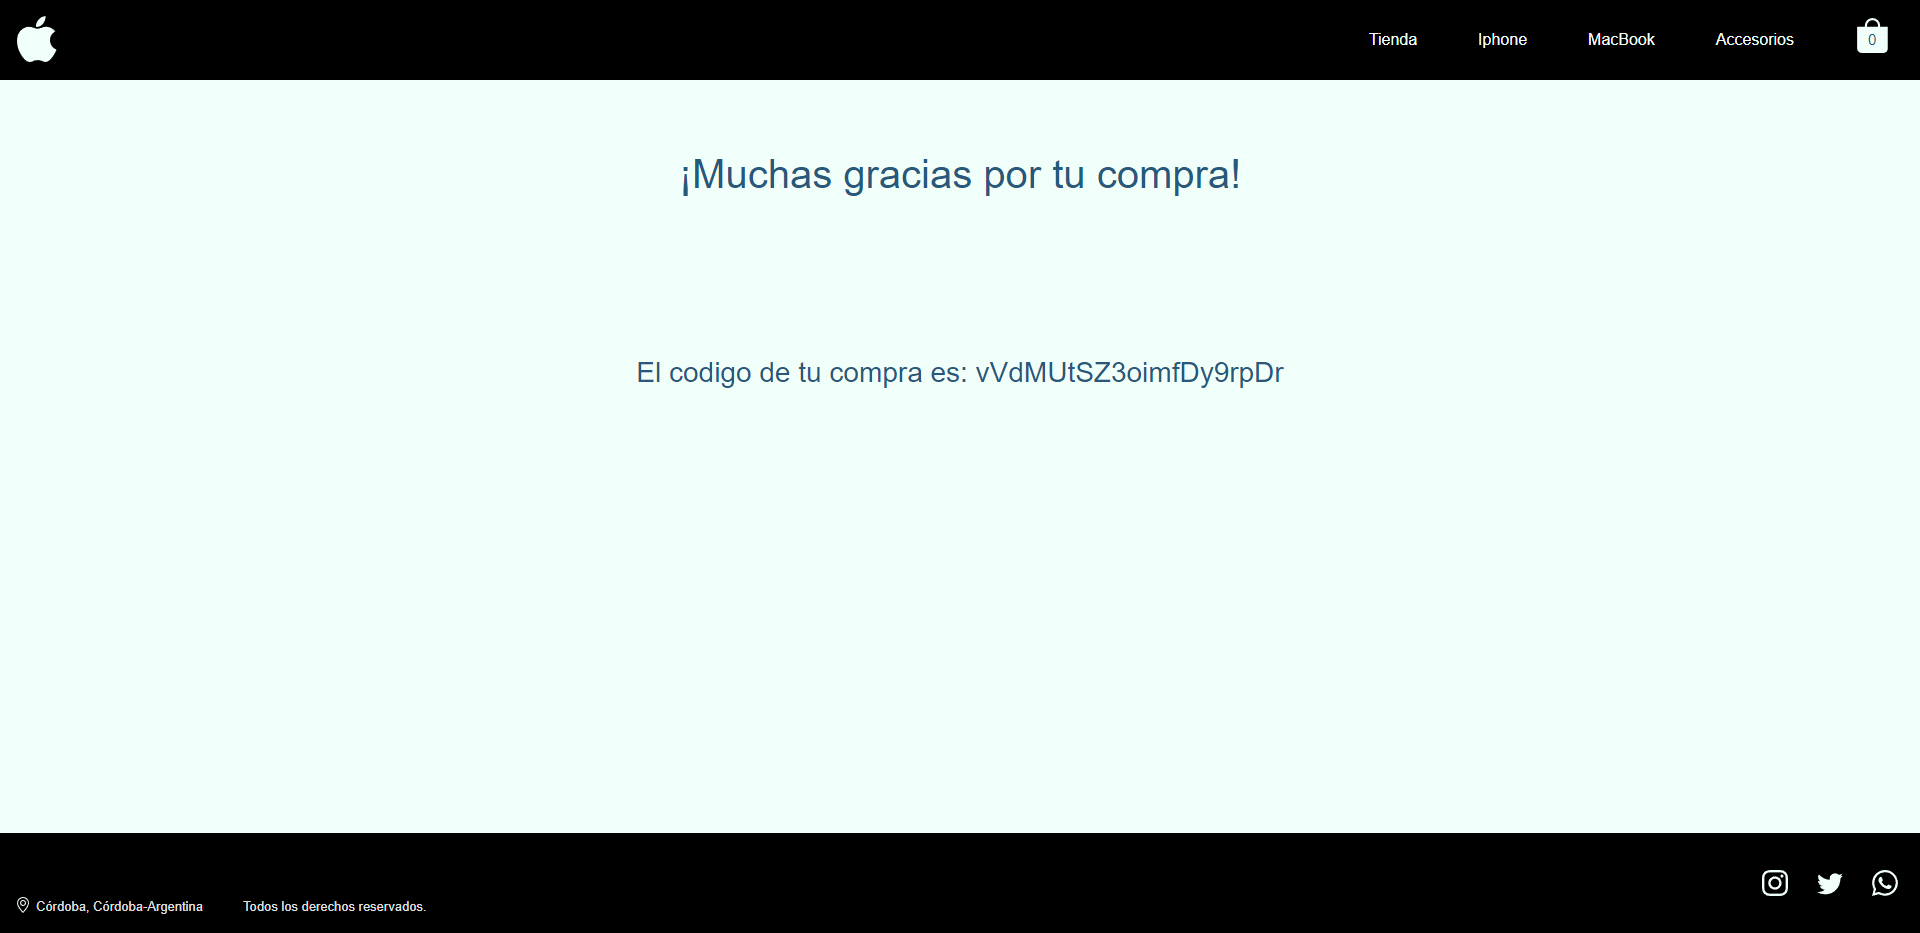 Tienda Iphone MacBook Accesorios 0
¡Muchas gracias por tu compra!
El codigo de tu compra es: vVdMUtSZ3oimfDy9rpDr
Córdoba, Córdoba-Argentina Todos los derechos reservados.